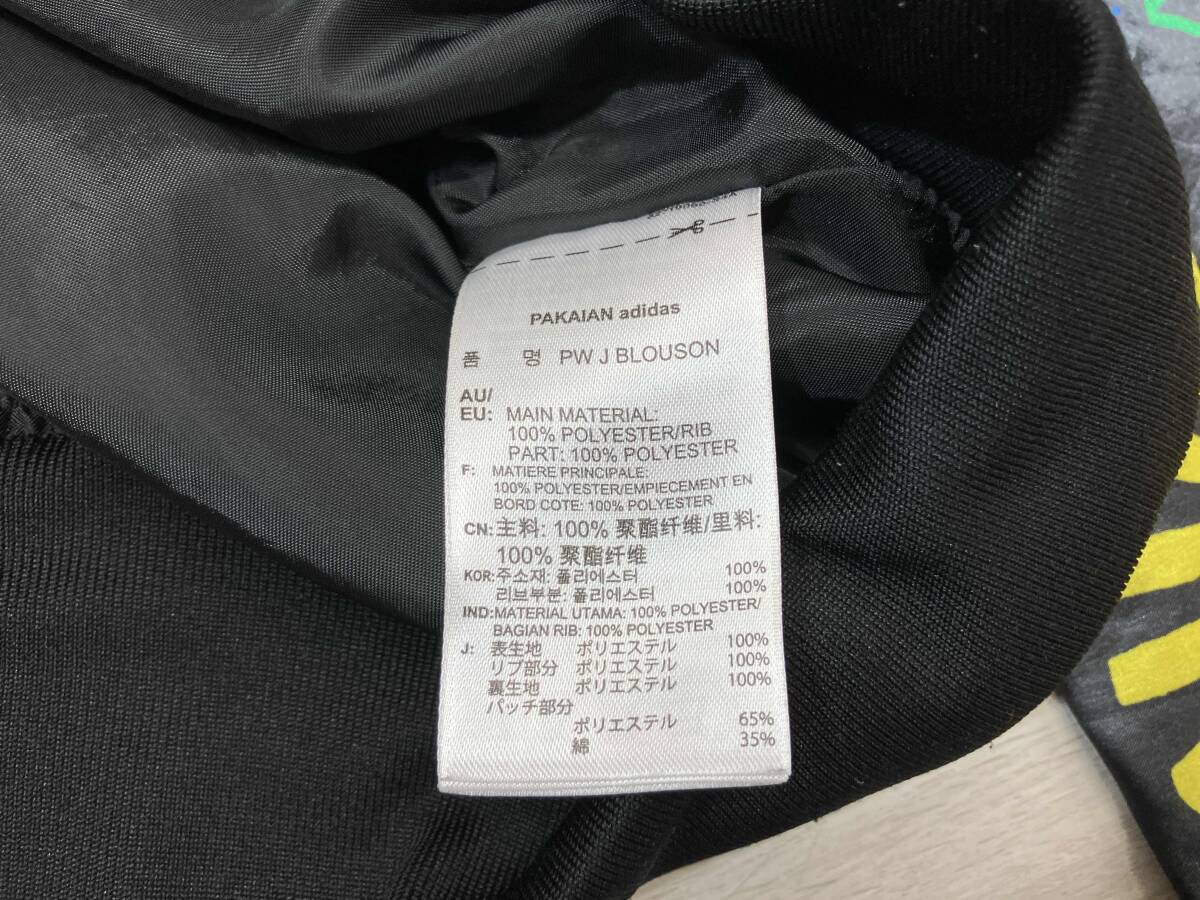 PAKAIAN adidas
품 명 PW J BLOUSON
AU/
EU: MAIN MATERIAL:
100% POLYESTER/RIB
PART: 100% POLYESTER
F: MATIERE PRINCIPALE:
100% POLYESTER/EMPIECEMENT EN
BORD COTE: 100% POLYESTER
CN: 主料: 100% 聚酯纤维/里料:
100% 聚酯纤维
KOR: 주소재: 폴리에스터 100%
리브부분: 폴리에스터 100%
IND: MATERIAL UTAMA: 100% POLYESTER/
BAGIAN RIB: 100% POLYESTER
J: 表生地 ポリエステル 100%
リブ部分 ポリエステル 100%
裏生地 ポリエステル 100%
パッチ部分
ポリエステル 65%
綿 35%